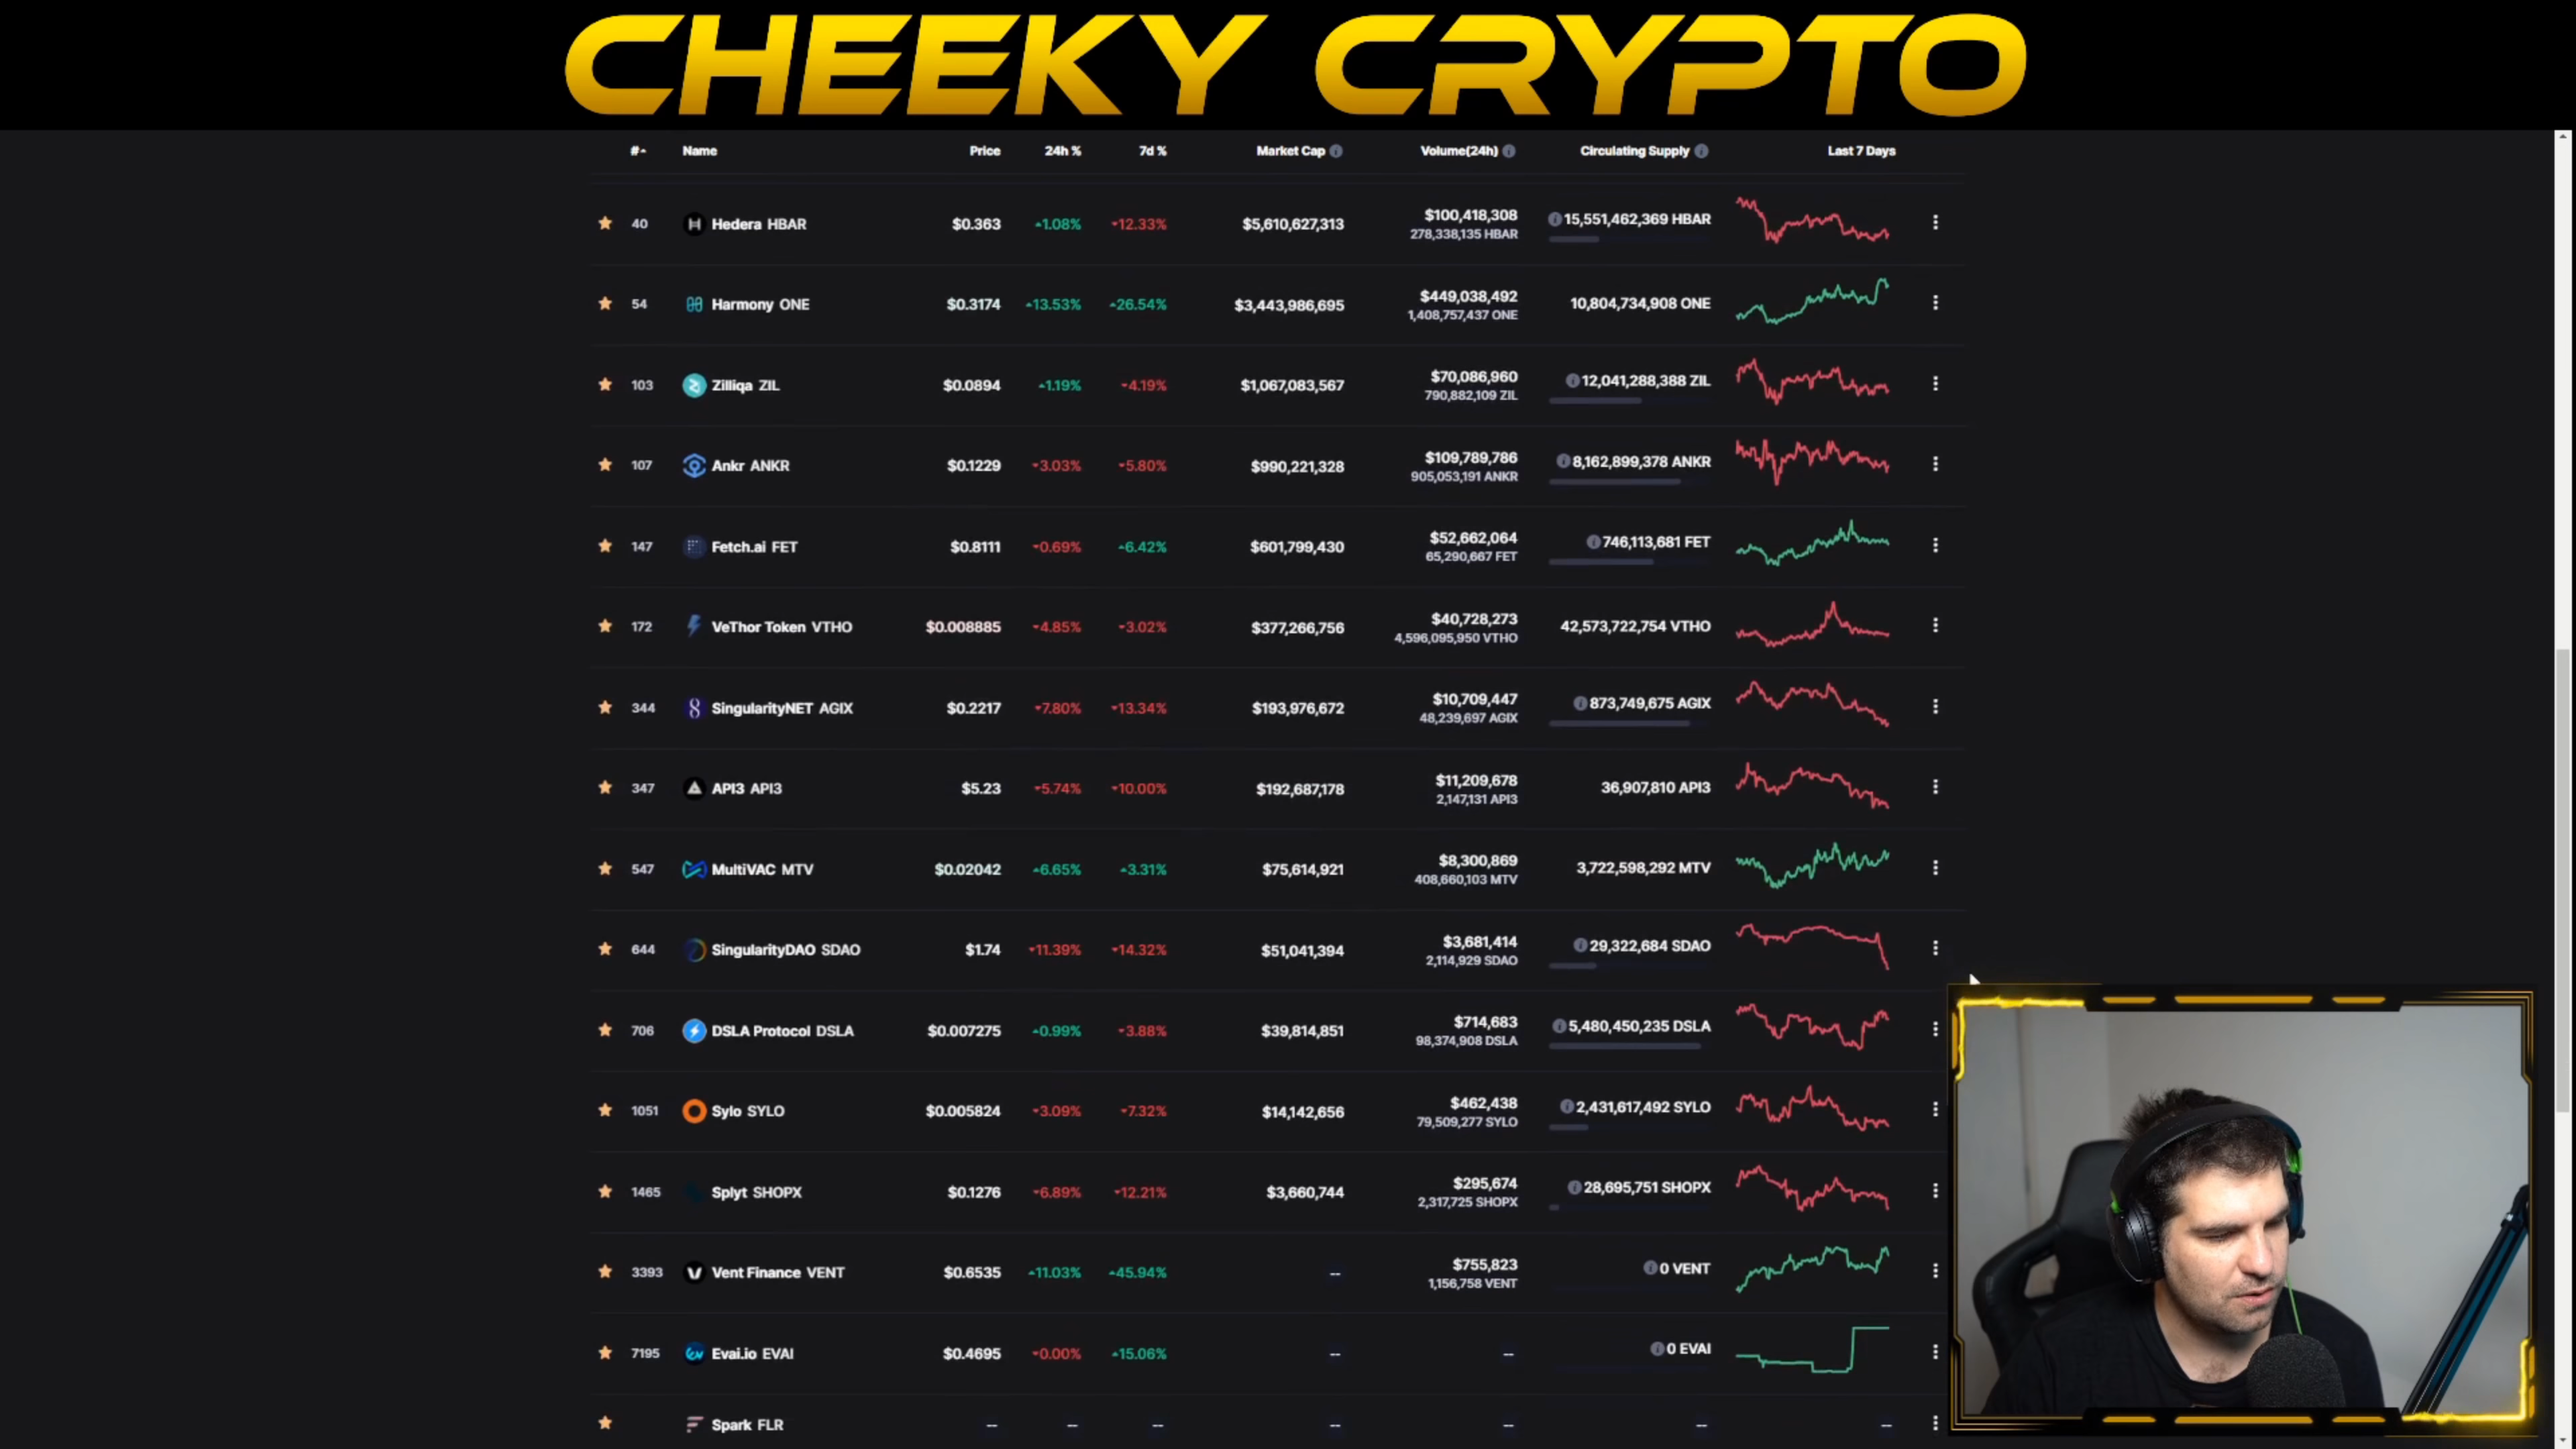 CHEEKY CRYPTO
# Name Price 24h % 7d % Market Cap Volume(24h) Circulating Supply Last 7 Days
40 Hedera HBAR $0.363 1.08% 12.33% $5,610,627,313 $100,418,308 15,551,462,369 HBAR
278,338,135 HBAR
54 Harmony ONE $0.3174 13.53% 26.54% $3,443,986,695 $449,038,492 10,804,734,908 ONE
1,408,757,437 ONE
103 Zilliqa ZIL $0.0894 1.19% 4.19% $1,067,083,567 $70,086,960 12,041,288,388 ZIL
790,882,109 ZIL
107 Ankr ANKR $0.1229 3.03% 5.80% $990,221,328 $109,789,786 8,162,899,378 ANKR
905,053,191 ANKR
147 Fetch.ai FET $0.8111 0.69% 6.42% $601,799,430 $52,662,064 746,113,681 FET
65,290,667 FET
172 VeThor Token VTHO $0.008885 4.85% 3.02% $377,266,756 $40,728,273 42,573,722,754 VTHO
4,596,095,950 VTHO
344 SingularityNET AGIX $0.2217 7.80% 13.34% $193,976,672 $10,709,447 873,749,675 AGIX
48,239,697 AGIX
347 API3 API3 $5.23 5.74% 10.00% $192,687,178 $11,209,678 36,907,810 API3
2,147,131 API3
547 MultiVAC MTV $0.02042 6.65% 3.31% $75,614,921 $8,300,869 3,722,598,292 MTV
408,660,103 MTV
644 SingularityDAO SDAO $1.74 11.39% 14.32% $51,041,394 $3,681,414 29,322,684 SDAO
2,114,929 SDAO
706 DSLA Protocol DSLA $0.007275 0.99% 3.88% $39,814,851 $714,683 5,480,450,235 DSLA
98,374,908 DSLA
1051 Sylo SYLO $0.005824 3.09% 7.32% $14,142,656 $462,438 2,431,617,492 SYLO
79,509,277 SYLO
1465 Splyt SHOPX $0.1276 6.89% 12.21% $3,660,744 $295,674 28,695,751 SHOPX
2,317,725 SHOPX
3393 Vent Finance VENT $0.6535 11.03% 45.94% -- $755,823 0 VENT
1,156,758 VENT
7195 Evai.io EVAI $0.4695 0.00% 15.06% -- -- 0 EVAI
Spark FLR -- -- -- -- -- -- --